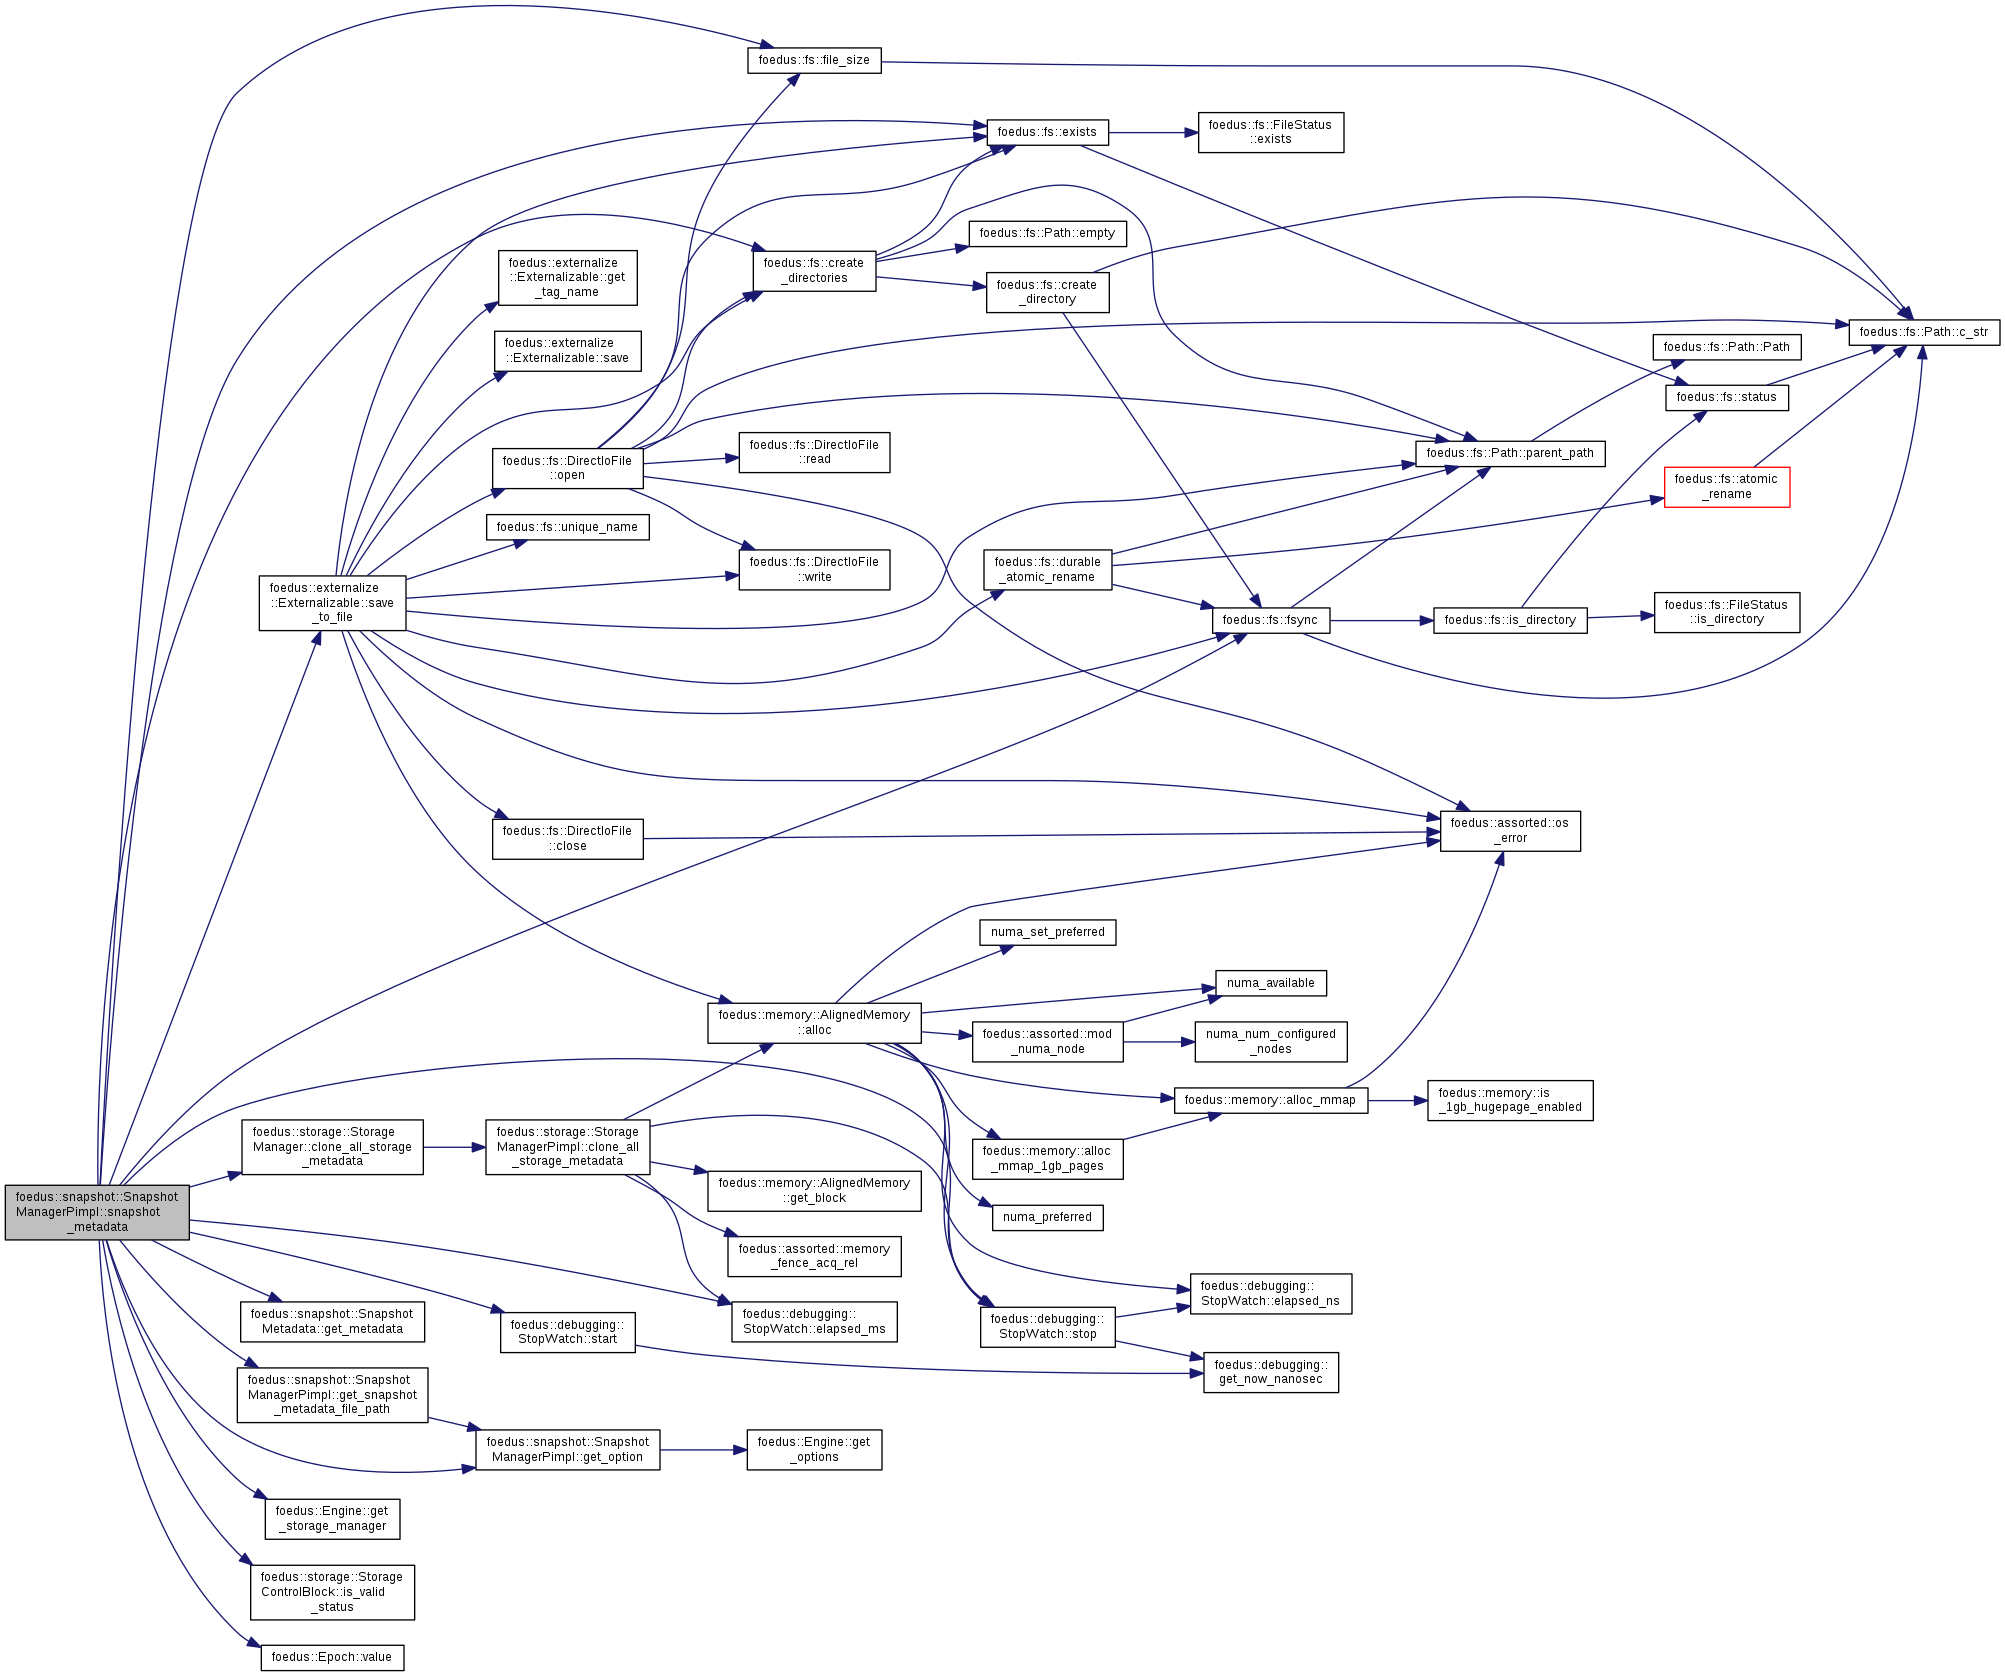 foedus::fs::file_size
foedus::fs::exists
foedus::fs::FileStatus
::exists
foedus::fs::Path::empty
foedus::externalize
::Externalizable::get
_tag_name
foedus::fs::create
_directories
foedus::fs::create
_directory
foedus::fs::Path::c_str
foedus::externalize
::Externalizable::save
foedus::fs::Path::Path
foedus::fs::status
foedus::fs::DirectIoFile
::open
foedus::fs::DirectIoFile
::read
foedus::fs::Path::parent_path
foedus::fs::atomic
_rename
foedus::fs::unique_name
foedus::fs::DirectIoFile
::write
foedus::fs::durable
_atomic_rename
foedus::externalize
::Externalizable::save
_to_file
foedus::fs::fsync
foedus::fs::is_directory
foedus::fs::FileStatus
::is_directory
foedus::fs::DirectIoFile
::close
foedus::assorted::os
_error
numa_set_preferred
numa_available
foedus::memory::AlignedMemory
::alloc
foedus::assorted::mod
_numa_node
numa_num_configured
_nodes
foedus::memory::alloc_mmap
foedus::memory::is
_1gb_hugepage_enabled
foedus::storage::Storage
Manager::clone_all_storage
_metadata
foedus::storage::Storage
ManagerPimpl::clone_all
_storage_metadata
foedus::memory::alloc
_mmap_1gb_pages
foedus::memory::AlignedMemory
::get_block
foedus::snapshot::Snapshot
ManagerPimpl::snapshot
_metadata
numa_preferred
foedus::assorted::memory
_fence_acq_rel
foedus::debugging::
StopWatch::elapsed_ns
foedus::snapshot::Snapshot
Metadata::get_metadata
foedus::debugging::
StopWatch::start
foedus::debugging::
StopWatch::elapsed_ms
foedus::debugging::
StopWatch::stop
foedus::debugging::
get_now_nanosec
foedus::snapshot::Snapshot
ManagerPimpl::get_snapshot
_metadata_file_path
foedus::snapshot::Snapshot
ManagerPimpl::get_option
foedus::Engine::get
_options
foedus::Engine::get
_storage_manager
foedus::storage::Storage
ControlBlock::is_valid
_status
foedus::Epoch::value